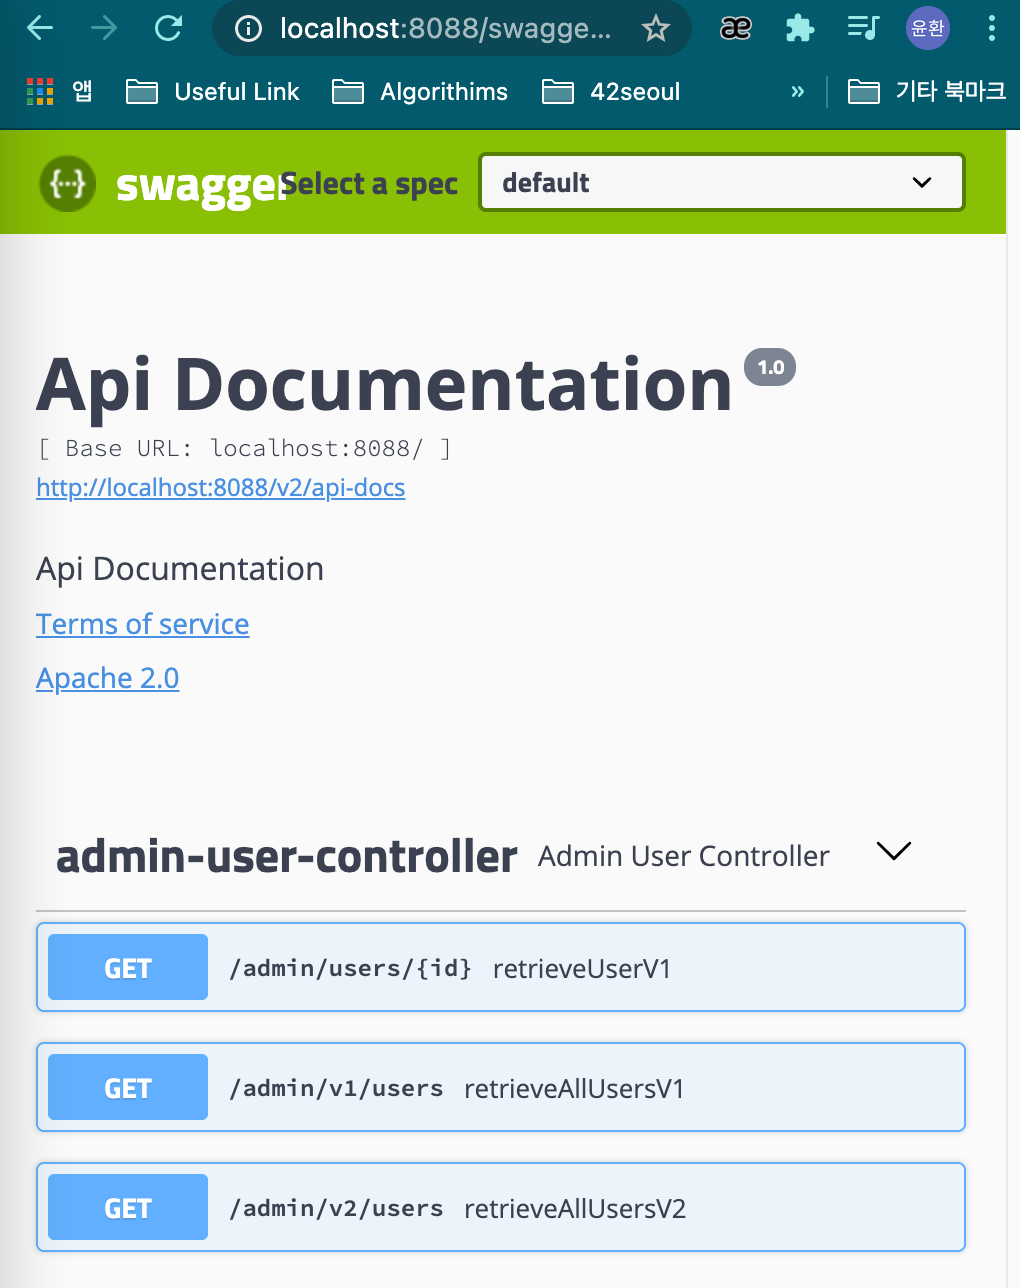 localhost:8088/swagge...
æ
윤환
앱 Useful Link Algorithims 42seoul » 기타 북마크
{...} swagger Select a spec default
Api Documentation 1.0
[ Base URL: localhost:8088/ ]
http://localhost:8088/v2/api-docs
Api Documentation
Terms of service
Apache 2.0
admin-user-controller Admin User Controller
GET /admin/users/{id} retrieveUserV1
GET /admin/v1/users retrieveAllUsersV1
GET /admin/v2/users retrieveAllUsersV2